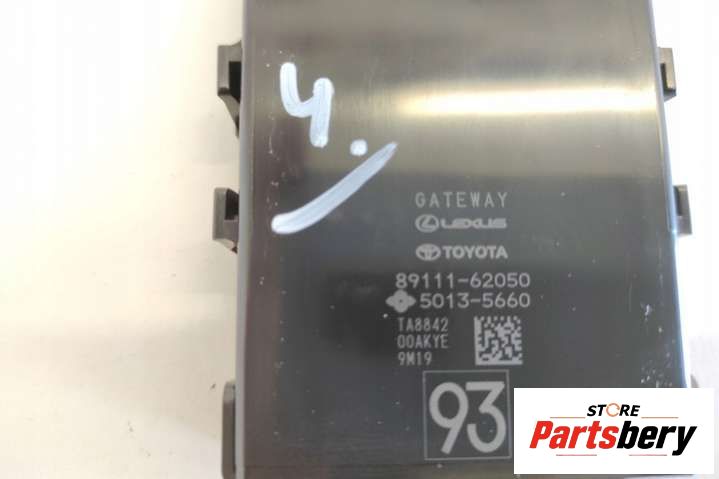 4.
GATEWAY
LEXUS
TOYOTA
89111-62050
5013-5660
TA8842
00AKYE
9M19
93
STORE
Partsbery